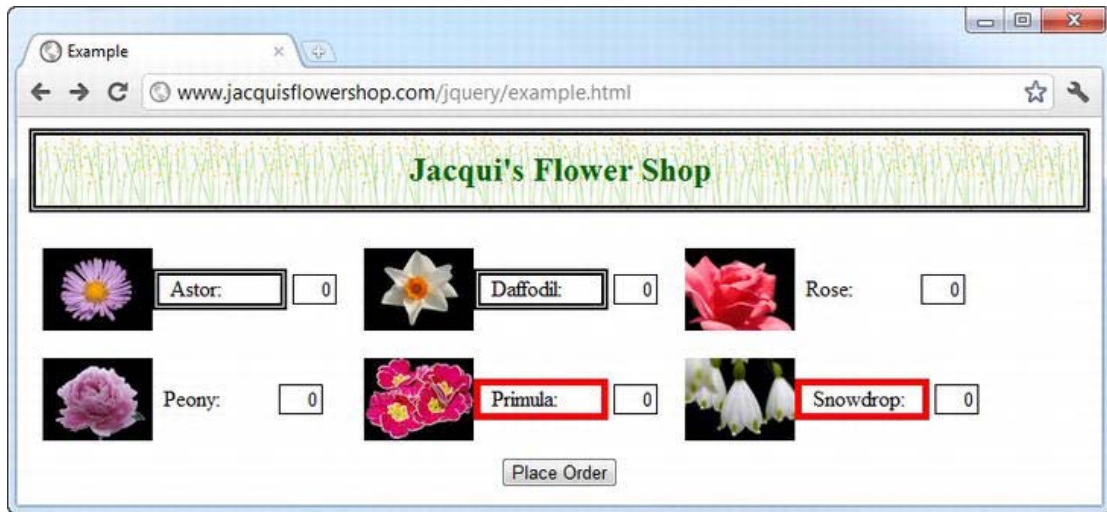 Example
www.jacquisflowershop.com/jquery/example.html
Jacqui's Flower Shop
Astor: 0 Daffodil: 0 Rose: 0
Peony: 0 Primula: 0 Snowdrop: 0
Place Order